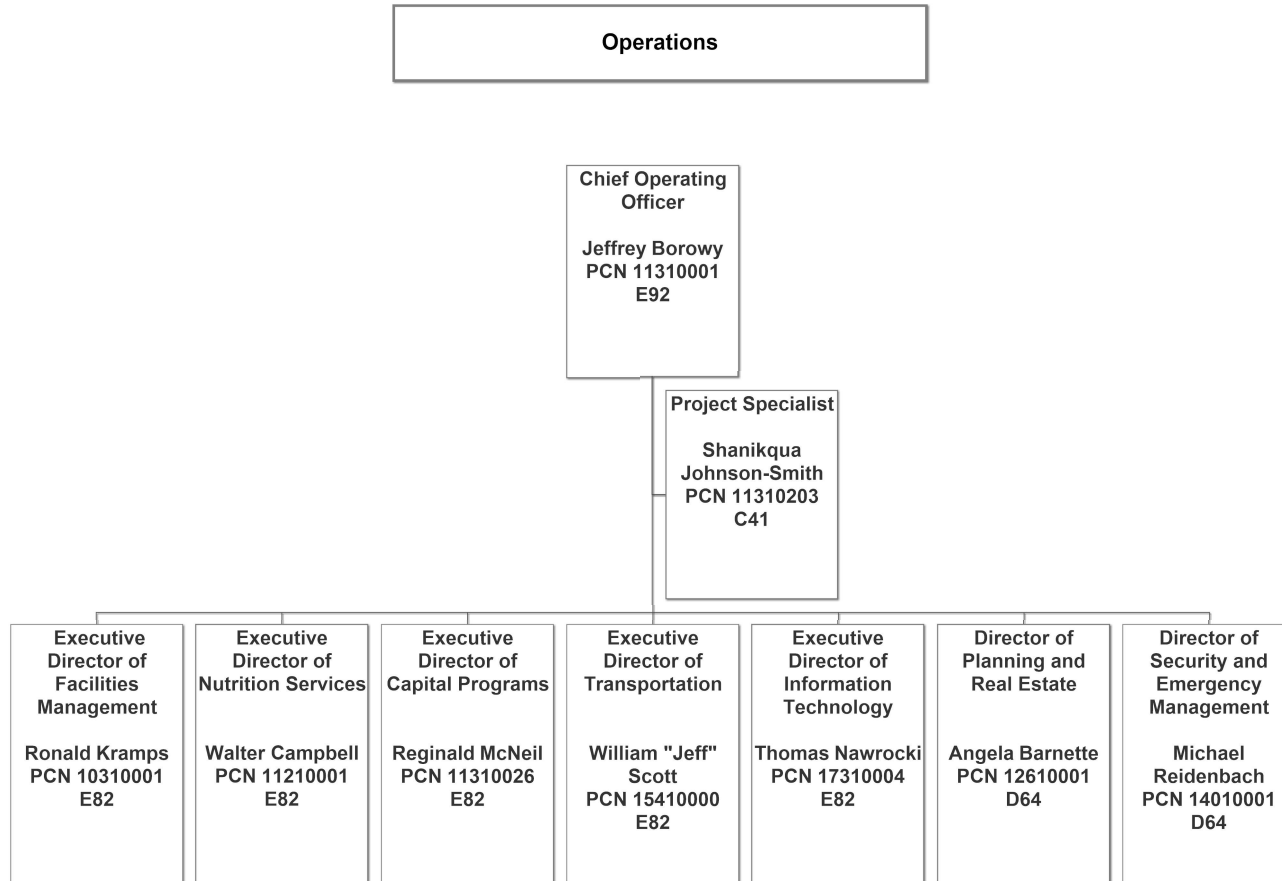 Operations
Chief Operating
Officer
Jeffrey Borowy
PCN 11310001
E92
Project Specialist
Shanikqua
Johnson-Smith
PCN 11310203
C41
Executive
Director of
Facilities
Management
Ronald Kramps
PCN 10310001
E82
Executive
Director of
Nutrition Services
Walter Campbell
PCN 11210001
E82
Executive
Director of
Capital Programs
Reginald McNeil
PCN 11310026
E82
Executive
Director of
Transportation
William "Jeff"
Scott
PCN 15410000
E82
Executive
Director of
Information
Technology
Thomas Nawrocki
PCN 17310004
E82
Director of
Planning and
Real Estate
Angela Barnette
PCN 12610001
D64
Director of
Security and
Emergency
Management
Michael
Reidenbach
PCN 14010001
D64